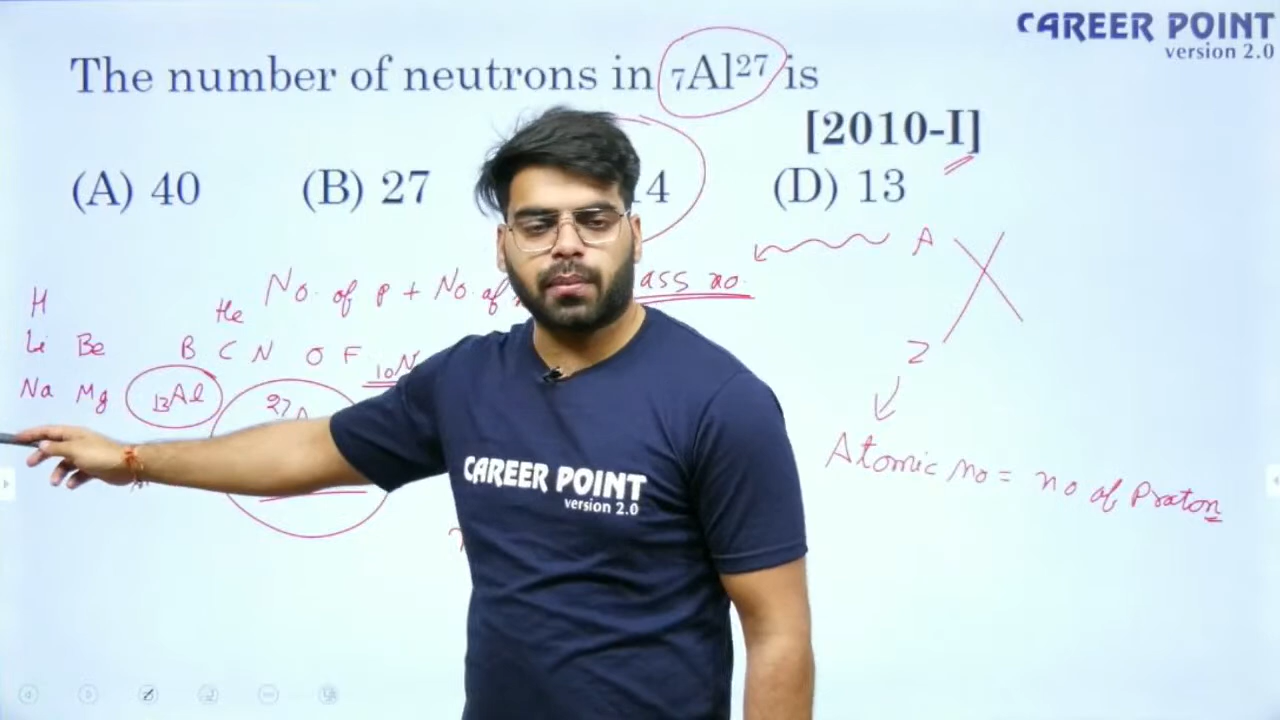 CAREER POINT
version 2.0
The number of neutrons in ₇Al²⁷ is
[2010-I]
(A) 40 (B) 27 4 (D) 13
A
H He No. of p + No. of ass no.
Li Be B C N O F 10N
Z
Na Mg 13Al 27
Atomic no = no of Proton
CAREER POINT
version 2.0